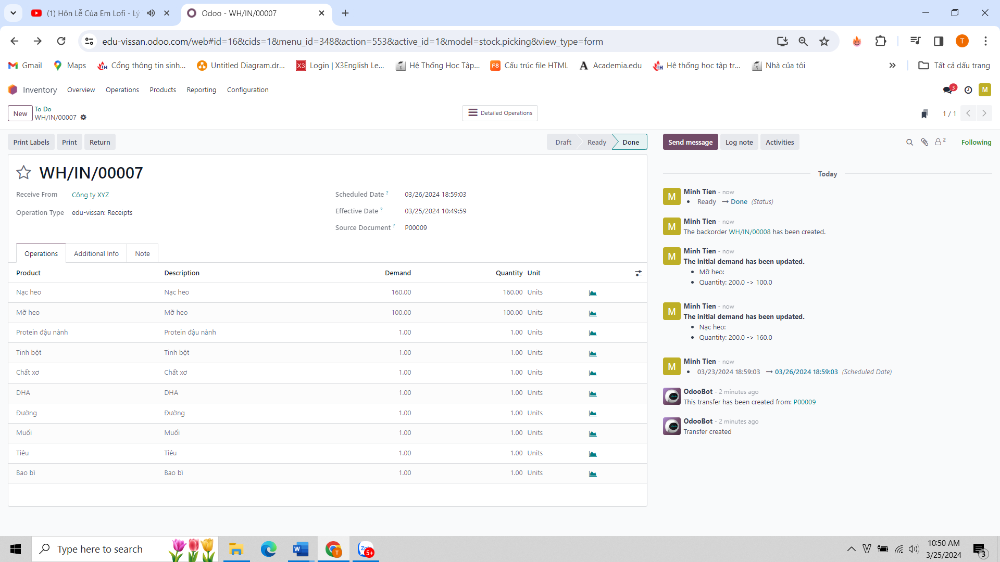 (1) Hôn Lễ Của Em Lofi - Lý
Odoo - WH/IN/00007
edu-vissan.odoo.com/web#id=16&cids=1&menu_id=348&action=553&active_id=1&model=stock.picking&view_type=form
T
Gmail
Maps
Cổng thông tin sinh...
Untitled Diagram.dr...
X3
Login | X3English Le...
Hệ Thống Học Tập...
F8
Cấu trúc file HTML
Academia.edu
Hệ thống học tập tr...
Nhà của tôi
Tất cả dấu trang
Inventory
Overview
Operations
Products
Reporting
Configuration
3
M
New
To Do
WH/IN/00007
Detailed Operations
1 / 1
Print Labels
Print
Return
Draft
Ready
Done
Send message
Log note
Activities
2
Following
WH/IN/00007
Receive From
Công ty XYZ
Operation Type
edu-vissan: Receipts
Scheduled Date ?
03/26/2024 18:59:03
Effective Date ?
03/25/2024 10:49:59
Source Document ?
P00009
Operations
Additional Info
Note
Product Description Demand Quantity Unit
Nạc heo Nạc heo 160.00 160.00 Units
Mỡ heo Mỡ heo 100.00 100.00 Units
Protein đậu nành Protein đậu nành 1.00 1.00 Units
Tinh bột Tinh bột 1.00 1.00 Units
Chất xơ Chất xơ 1.00 1.00 Units
DHA DHA 1.00 1.00 Units
Đường Đường 1.00 1.00 Units
Muối Muối 1.00 1.00 Units
Tiêu Tiêu 1.00 1.00 Units
Bao bì Bao bì 1.00 1.00 Units
Today
M
Minh Tien - now
Ready → Done (Status)
M
Minh Tien - now
The backorder WH/IN/00008 has been created.
M
Minh Tien - now
The initial demand has been updated.
Mỡ heo:
Quantity: 200.0 -> 100.0
M
Minh Tien - now
The initial demand has been updated.
Nạc heo:
Quantity: 200.0 -> 160.0
M
Minh Tien - now
03/23/2024 18:59:03 → 03/26/2024 18:59:03 (Scheduled Date)
OdooBot - 2 minutes ago
This transfer has been created from: P00009
OdooBot - 2 minutes ago
Transfer created
Type here to search
W
T
5+
V
10:50 AM
3/25/2024
3